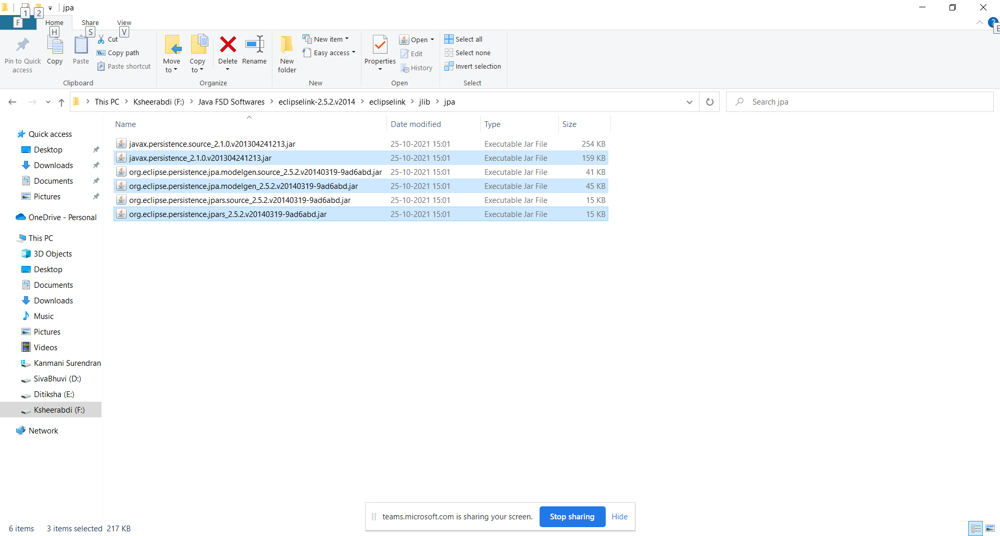 jpa
1 2
F Home Share View
H S V
Pin to Quick access
Copy
Paste
Cut
Copy path
Paste shortcut
Clipboard
Move to
Copy to
Delete
Rename
Organize
New folder
New item
Easy access
New
Properties
Open
Edit
History
Open
Select all
Select none
Invert selection
Select
This PC Ksheerabdi (F:) Java FSD Softwares eclipselink-2.5.2.v2014 eclipselink jlib jpa
Search jpa
Name Date modified Type Size
javax.persistence.source_2.1.0.v201304241213.jar 25-10-2021 15:01 Executable Jar File 254 KB
javax.persistence_2.1.0.v201304241213.jar 25-10-2021 15:01 Executable Jar File 159 KB
org.eclipse.persistence.jpa.modelgen.source_2.5.2.v20140319-9ad6abd.jar 25-10-2021 15:01 Executable Jar File 41 KB
org.eclipse.persistence.jpa.modelgen_2.5.2.v20140319-9ad6abd.jar 25-10-2021 15:01 Executable Jar File 45 KB
org.eclipse.persistence.jpars.source_2.5.2.v20140319-9ad6abd.jar 25-10-2021 15:01 Executable Jar File 15 KB
org.eclipse.persistence.jpars_2.5.2.v20140319-9ad6abd.jar 25-10-2021 15:01 Executable Jar File 15 KB
Quick access
Desktop
Downloads
Documents
Pictures
OneDrive - Personal
This PC
3D Objects
Desktop
Documents
Downloads
Music
Pictures
Videos
Kanmani Surendran
SivaBhuvi (D:)
Ditiksha (E:)
Ksheerabdi (F:)
Network
teams.microsoft.com is sharing your screen. Stop sharing Hide
6 items 3 items selected 217 KB